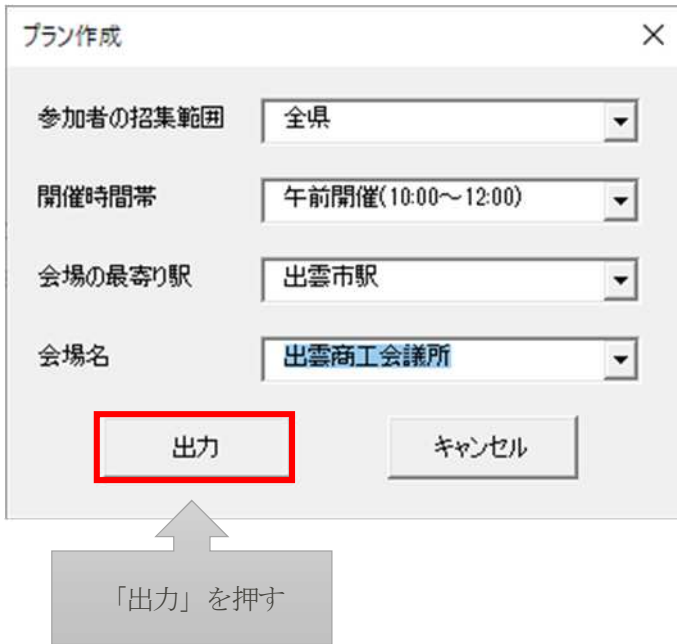 プラン作成
参加者の招集範囲 全県
開催時間帯 午前開催(10:00～12:00)
会場の最寄り駅 出雲市駅
会場名 出雲商工会議所
出力 キャンセル
「出力」を押す